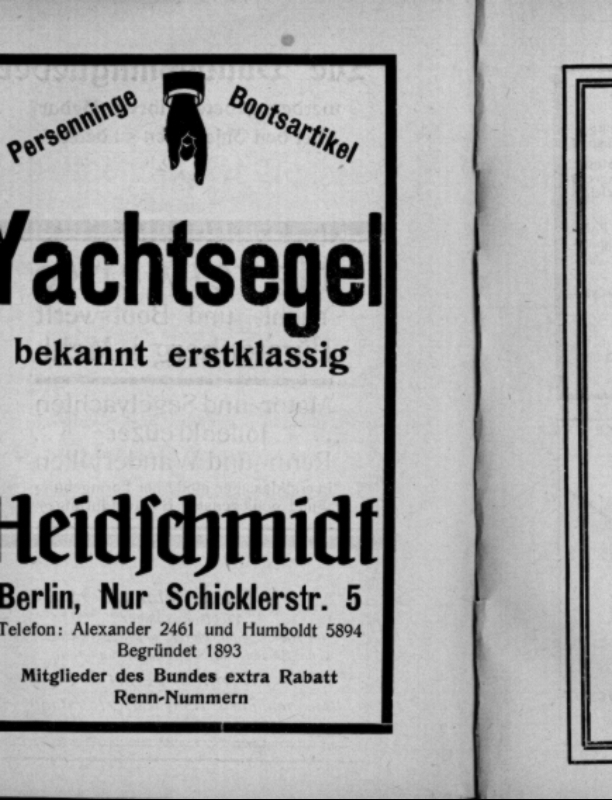 Persenninge Bootsartikel
Yachtsegel
bekannt erstklassig
Heidſchmidt
Berlin, Nur Schicklerstr. 5
Telefon: Alexander 2461 und Humboldt 5894
Begründet 1893
Mitglieder des Bundes extra Rabatt
Renn-Nummern